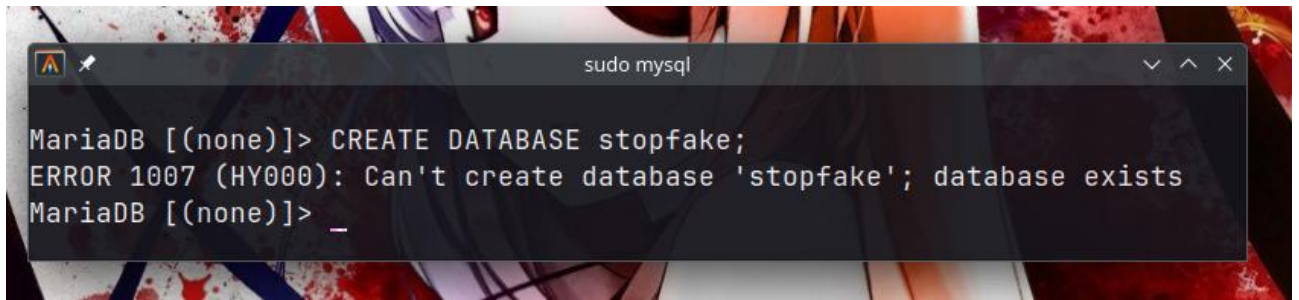 sudo mysql
MariaDB [(none)]> CREATE DATABASE stopfake;
ERROR 1007 (HY000): Can't create database 'stopfake'; database exists
MariaDB [(none)]>